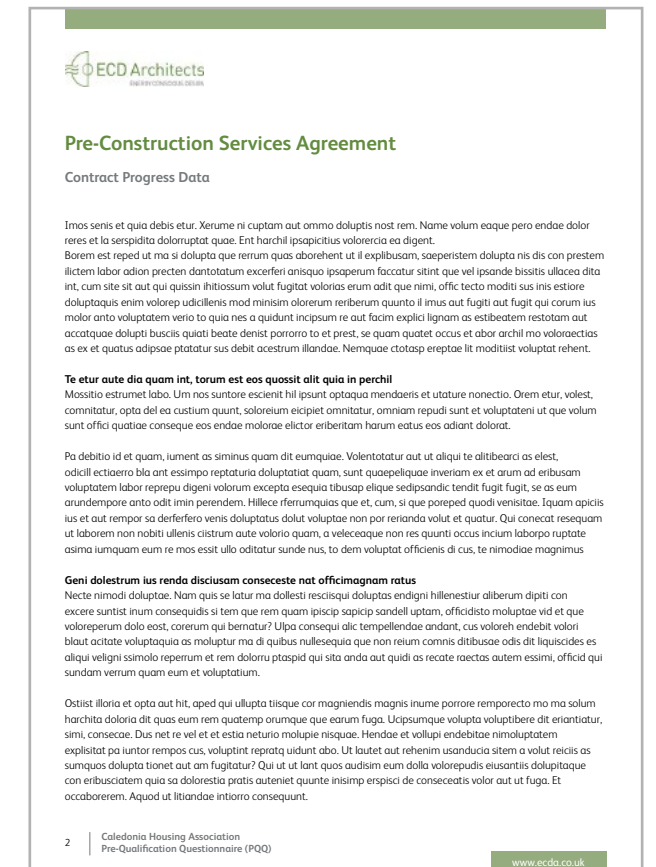 ECD Architects
ENERGY CONSCIOUS DESIGN
Pre-Construction Services Agreement
Contract Progress Data
Imos senis et quia debis etur. Xerume ni cuptam aut ommo doluptis nost rem. Name volum eaque pero endae dolor
reres et la serspidita dolorruptat quae. Ent harchil ipsapicitius volorercia ea digent.
Borem est reped ut ma si dolupta que rerrum quas aborehent ut il explibusam, saeperistem dolupta nis dis con prestem
ilictem labor adion precten dantotatum excerferi anisquo ipsaperum faccatur sitint que vel ipsande bissitis ullacea dita
int, cum site sit aut qui quissin ihitiossum volut fugitat volorias erum adit que nimi, offic tecto moditi sus inis estiore
doluptaquis enim volorep udicillenis mod minisim olorerum reriberum quunto il imus aut fugiti aut fugit qui corum ius
molor anto voluptatem verio to quia nes a quidunt incipsum re aut facim explici lignam as estibeatem restotam aut
accatquae dolupti busciis quiati beate denist porrorro to et prest, se quam quatet occus et abor archil mo voloraectias
as ex et quatus adipsae ptatatur sus debit acestrum illandae. Nemquae ctotasp ereptae lit moditiist voluptat rehent.
Te etur aute dia quam int, torum est eos quossit alit quia in perchil
Mossitio estrumet labo. Um nos suntore escienit hil ipsunt optaqua mendaeris et utature nonectio. Orem etur, volest,
comnitatur, opta del ea custium quunt, soloreium eicipiet omnitatur, omniam repudi sunt et voluptateni ut que volum
sunt offici quatiae conseque eos endae molorae elictor eriberitam harum eatus eos adiant dolorat.
Pa debitio id et quam, iument as siminus quam dit eumquiae. Volentotatur aut ut aliqui te alitibearci as elest,
odicill ectiaerro bla ant essimpo reptaturia doluptatiat quam, sunt quaepeliquae inveriam ex et arum ad eribusam
voluptatem labor reprepu digeni volorum excepta esequia tibusap elique sedipsandic tendit fugit fugit, se as eum
arundempore anto odit imin perendem. Hillece rferrumquias que et, cum, si que poreped quodi venisitae. Iquam apiciis
ius et aut rempor sa derferfero venis doluptatus dolut voluptae non por rerianda volut et quatur. Qui conecat resequam
ut laborem non nobiti ullenis ciistrum aute volorio quam, a veleceaque non res quunti occus incium laborpo ruptate
asima iumquam eum re mos essit ullo oditatur sunde nus, to dem voluptat officienis di cus, te nimodiae magnimus
Geni dolestrum ius renda disciusam conseceste nat officimagnam ratus
Necte nimodi doluptae. Nam quis se latur ma dollesti resciisqui doluptas endigni hillenestiur aliberum dipiti con
excere suntist inum consequidis si tem que rem quam ipiscip sapicip sandell uptam, officidisto moluptae vid et que
voloreperum dolo eost, corerum qui bernatur? Ulpa consequi alic tempellendae andant, cus voloreh endebit volori
blaut acitate voluptaquia as moluptur ma di quibus nullesequia que non reium comnis ditibusae odis dit liquiscides es
aliqui veligni ssimolo reperrum et rem dolorru ptaspid qui sita anda aut quidi as recate raectas autem essimi, officid qui
sundam verrum quam eum et voluptatium.
Ostiist illoria et opta aut hit, aped qui ullupta tiisque cor magniendis magnis inume porrore remporecto mo ma solum
harchita doloria dit quas eum rem quatemp orumque que earum fuga. Ucipsumque volupta voluptibere dit eriantiatur,
simi, consecae. Dus net re vel et et estia neturio molupie nisquae. Hendae et vollupi endebitae nimoluptatem
explisitat pa iuntor rempos cus, voluptint repratq uidunt abo. Ut lautet aut rehenim usanducia sitem a volut reiciis as
sumquos dolupta tionet aut am fugitatur? Qui ut ut lant quos audisim eum dolla volorepudis eiusantiis dolupitaque
con eribusciatem quia sa dolorestia pratis auteniet quunte inisimp erspisci de conseceatis volor aut ut fuga. Et
occaborerem. Aquod ut litiandae intiorro consequunt.
2
Caledonia Housing Association
Pre-Qualification Questionnaire (PQQ)
www.ecda.co.uk